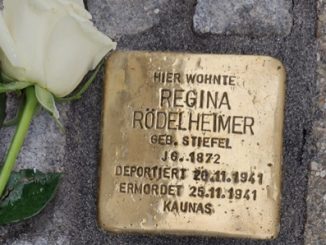 HIER WOHNTE
REGINA
RÖDELHEIMER
GEB. STIEFEL
JG. 1872
DEPORTIERT 20.11.1941
ERMORDET 25.11.1941
KAUNAS